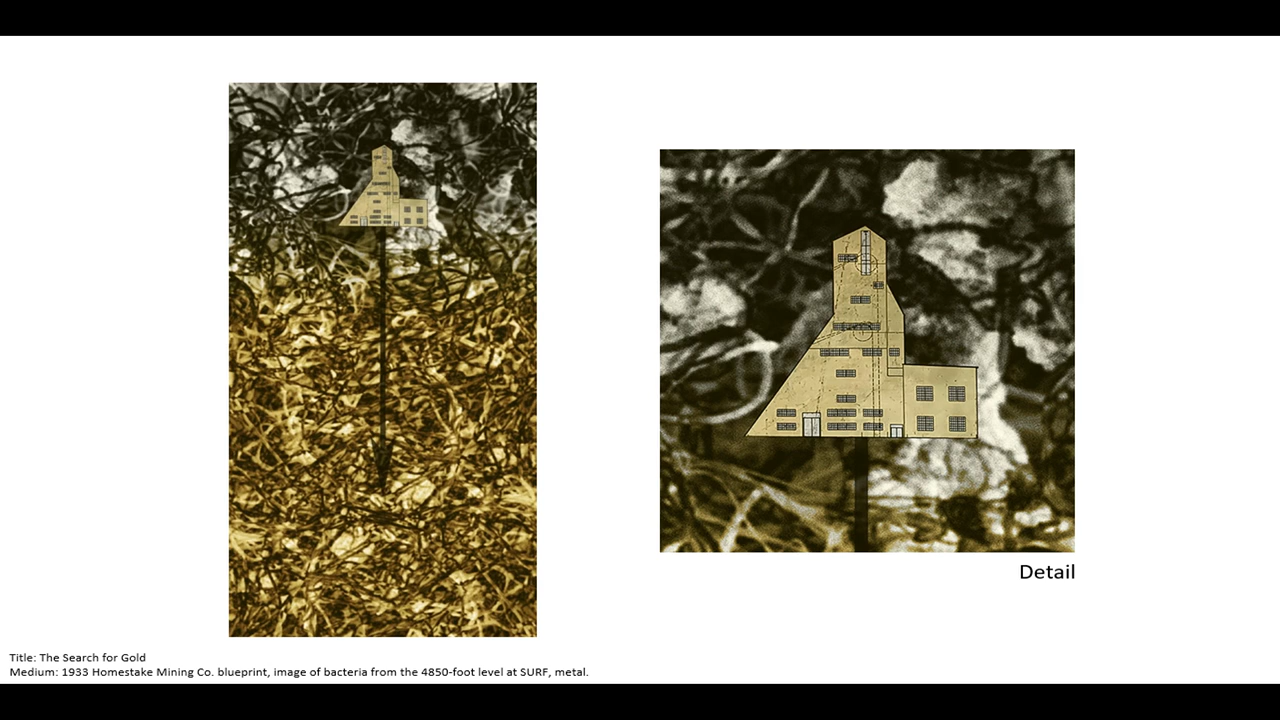 Detail
Title: The Search for Gold
Medium: 1933 Homestake Mining Co. blueprint, image of bacteria from the 4850-foot level at SURF, metal.